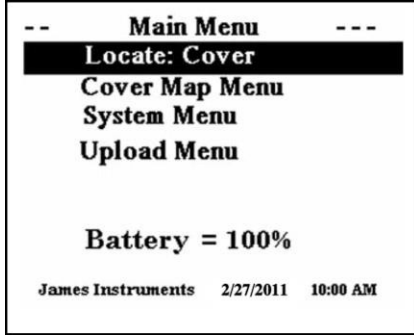 -- Main Menu ---
Locate: Cover
Cover Map Menu
System Menu
Upload Menu
Battery = 100%
James Instruments 2/27/2011 10:00 AM